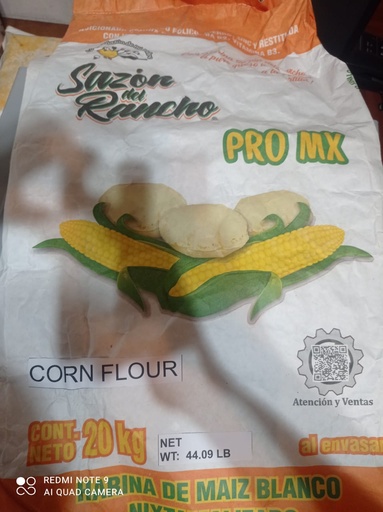 Sazón
del
Rancho
PRO MX
CORN FLOUR
Atención y Ventas
CONT.
NETO 20 kg
NET
WT: 44.09 LB
al envasar
HARINA DE MAIZ BLANCO
REDMI NOTE 9
AI QUAD CAMERA